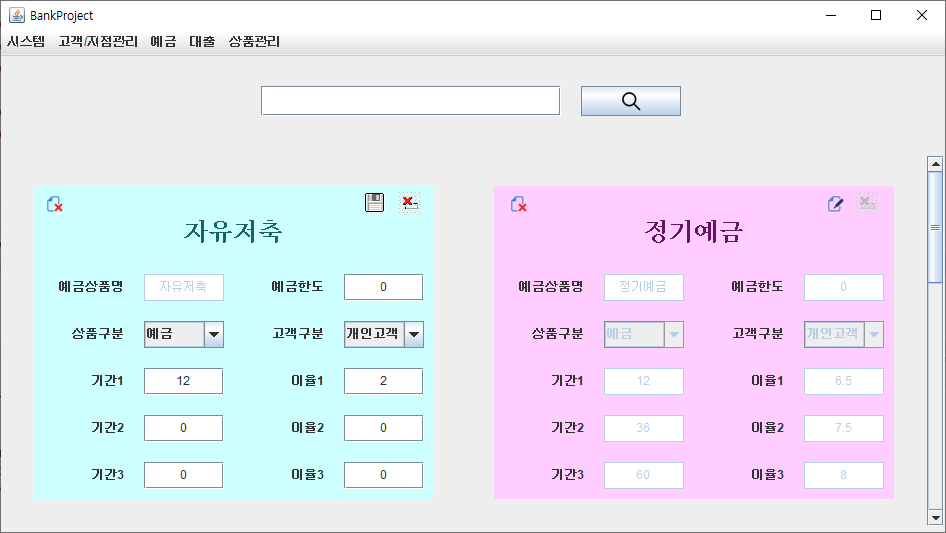 BankProject
시스템 고객/지점관리 예금 대출 상품관리
자유저축
예금상품명 자유저축 예금한도 0
상품구분 예금 고객구분 개인고객
기간1 12 이율1 2
기간2 0 이율2 0
기간3 0 이율3 0
정기예금
예금상품명 정기예금 예금한도 0
상품구분 예금 고객구분 개인고객
기간1 12 이율1 6.5
기간2 36 이율2 7.5
기간3 60 이율3 8